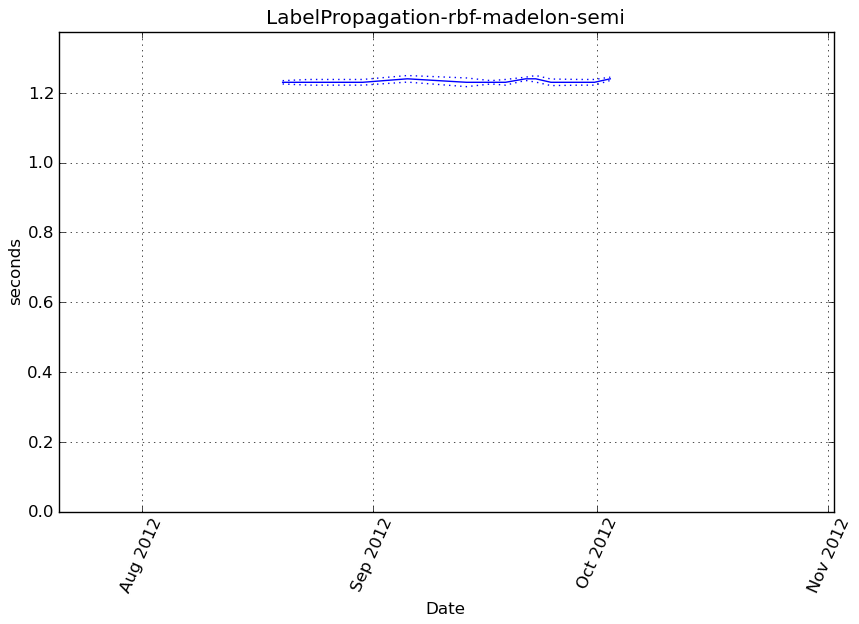 LabelPropagation-rbf-madelon-semi
seconds
1.2
1.0
0.8
0.6
0.4
0.2
0.0
Aug 2012
Sep 2012
Oct 2012
Nov 2012
Date